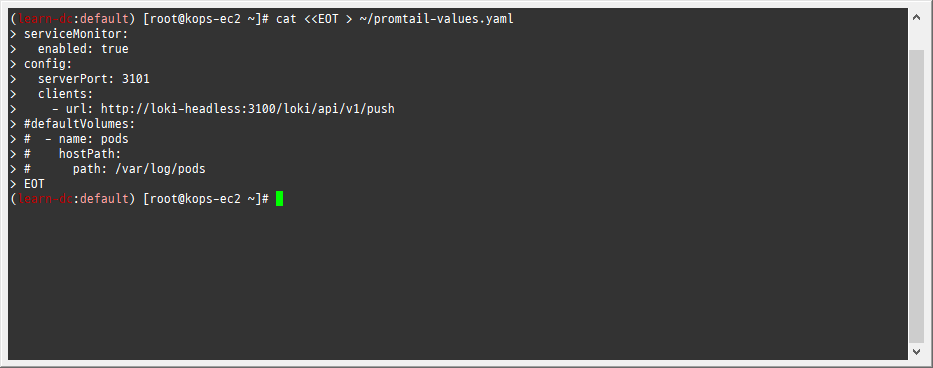 (learn-dc:default) [root@kops-ec2 ~]# cat <<EOT > ~/promtail-values.yaml
> serviceMonitor:
>   enabled: true
> config:
>   serverPort: 3101
>   clients:
>     - url: http://loki-headless:3100/loki/api/v1/push
> #defaultVolumes:
> #  - name: pods
> #    hostPath:
> #      path: /var/log/pods
> EOT
(learn-dc:default) [root@kops-ec2 ~]#